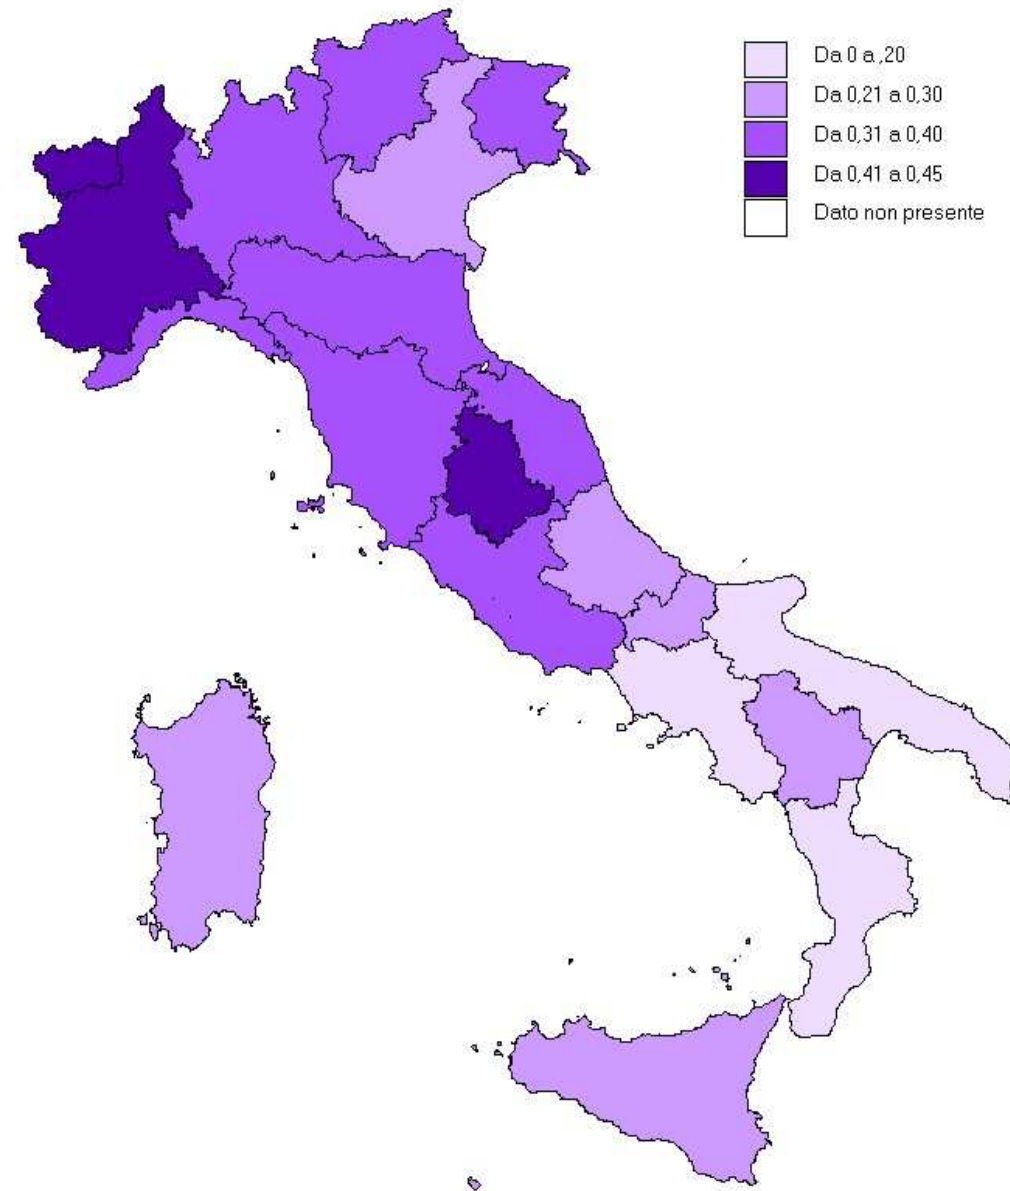 Da 0 a ,20
Da 0,21 a 0,30
Da 0,31 a 0,40
Da 0,41 a 0,45
Dato non presente